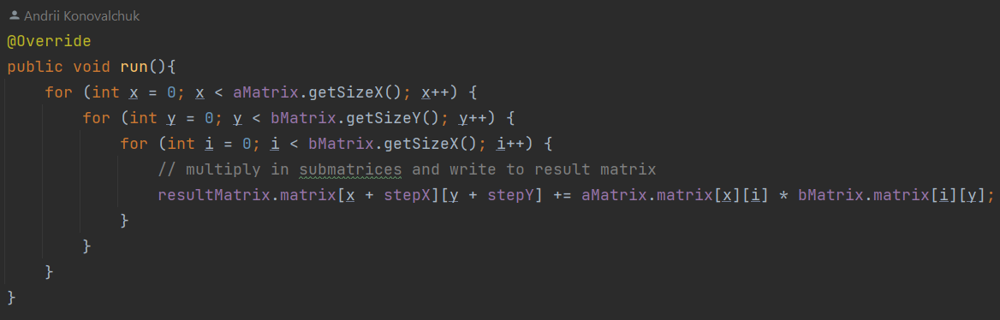 Andrii Konovalchuk
@Override
public void run(){
for (int x = 0; x < aMatrix.getSizeX(); x++) {
for (int y = 0; y < bMatrix.getSizeY(); y++) {
for (int i = 0; i < bMatrix.getSizeX(); i++) {
// multiply in submatrices and write to result matrix
resultMatrix.matrix[x + stepX][y + stepY] += aMatrix.matrix[x][i] * bMatrix.matrix[i][y];
}
}
}
}